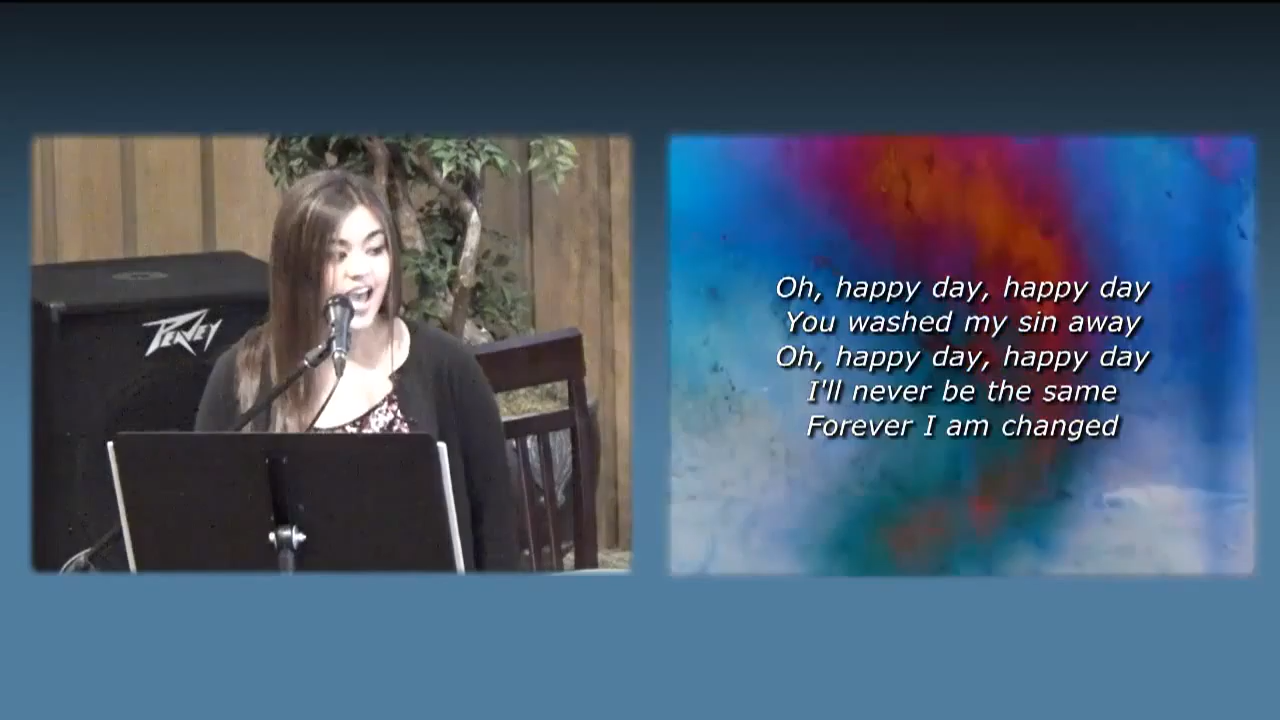 PEAVEY
Oh, happy day, happy day
You washed my sin away
Oh, happy day, happy day
I'll never be the same
Forever I am changed